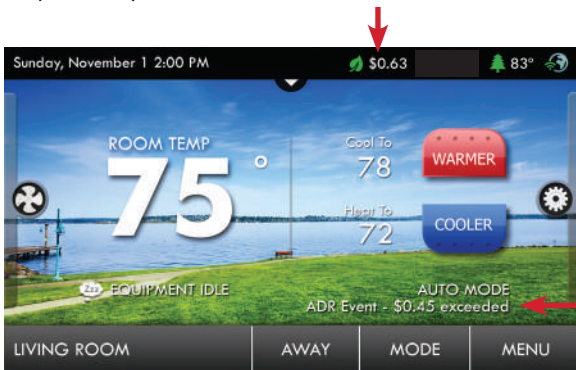 Sunday, November 1 2:00 PM $0.63 83°
ROOM TEMP
75°
Cool To
78
WARMER
Heat To
72
COOLER
Zzz EQUIPMENT IDLE
AUTO MODE
ADR Event - $0.45 exceeded
LIVING ROOM AWAY MODE MENU